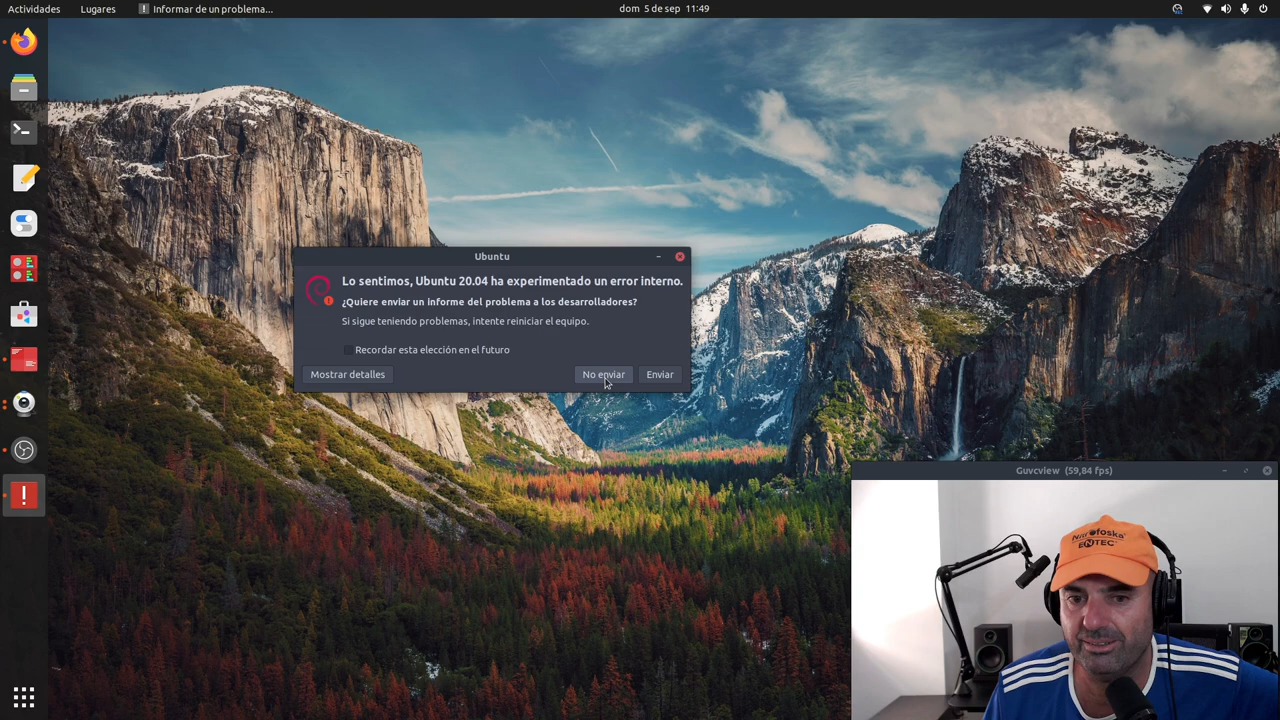 Actividades Lugares Informar de un problema... dom 5 de sep 11:49
Ubuntu
Lo sentimos, Ubuntu 20.04 ha experimentado un error interno.
¿Quiere enviar un informe del problema a los desarrolladores?
Si sigue teniendo problemas, intente reiniciar el equipo.
Recordar esta elección en el futuro
Mostrar detalles No enviar Enviar
Guvcview (59,84 fps)
Nitrofoska
ENTEC